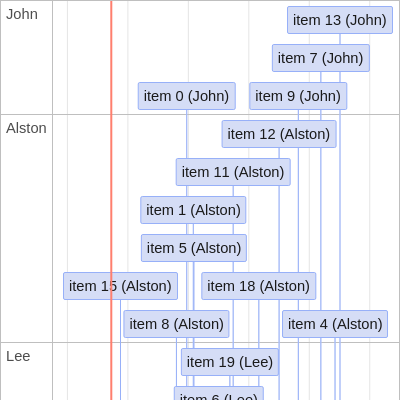 John
item 13 (John)
item 7 (John)
item 0 (John)
item 9 (John)
Alston
item 12 (Alston)
item 11 (Alston)
item 1 (Alston)
item 5 (Alston)
item 15 (Alston)
item 18 (Alston)
item 8 (Alston)
item 4 (Alston)
Lee
item 19 (Lee)
item 6 (Lee)